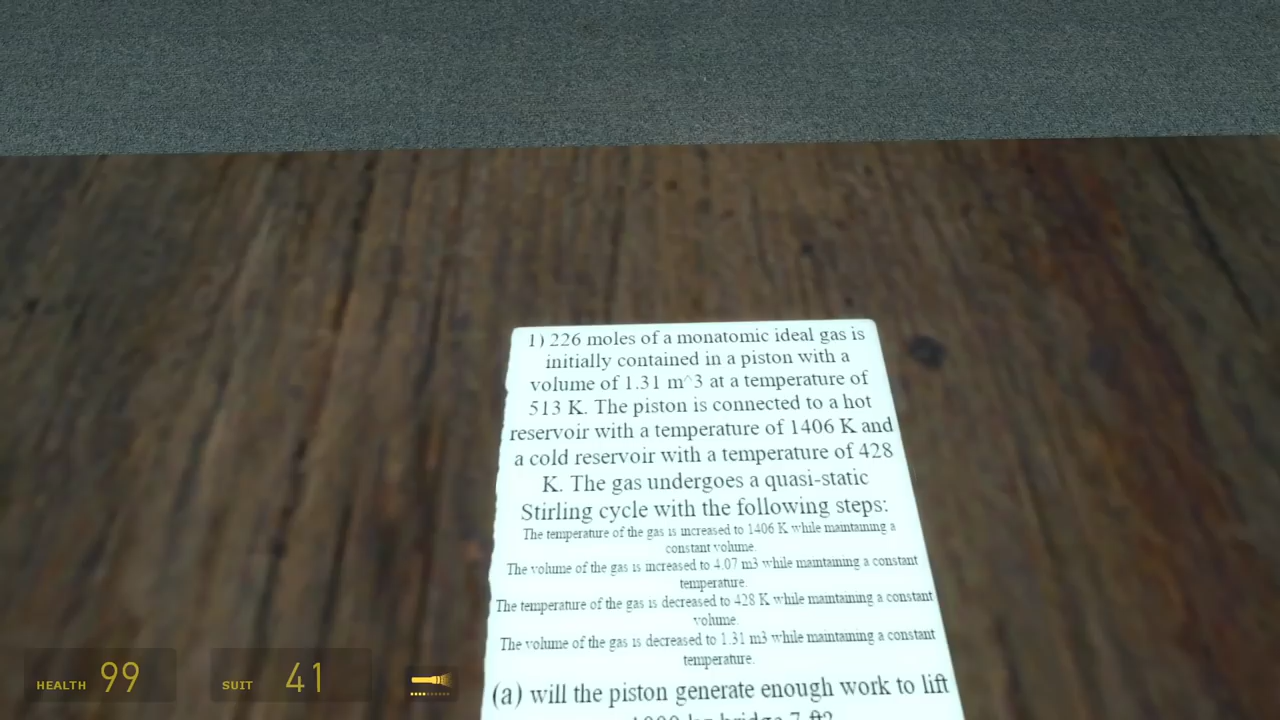 1) 226 moles of a monatomic ideal gas is
initially contained in a piston with a
volume of 1.31 m^3 at a temperature of
513 K. The piston is connected to a hot
reservoir with a temperature of 1406 K and
a cold reservoir with a temperature of 428
K. The gas undergoes a quasi-static
Stirling cycle with the following steps:
The temperature of the gas is increased to 1406 K while maintaining a
constant volume.
The volume of the gas is increased to 4.07 m3 while maintaining a constant
temperature.
The temperature of the gas is decreased to 428 K while maintaining a constant
volume.
The volume of the gas is decreased to 1.31 m3 while maintaining a constant
temperature.
(a) will the piston generate enough work to lift
bridge 7 ft?
HEALTH 99
SUIT 41